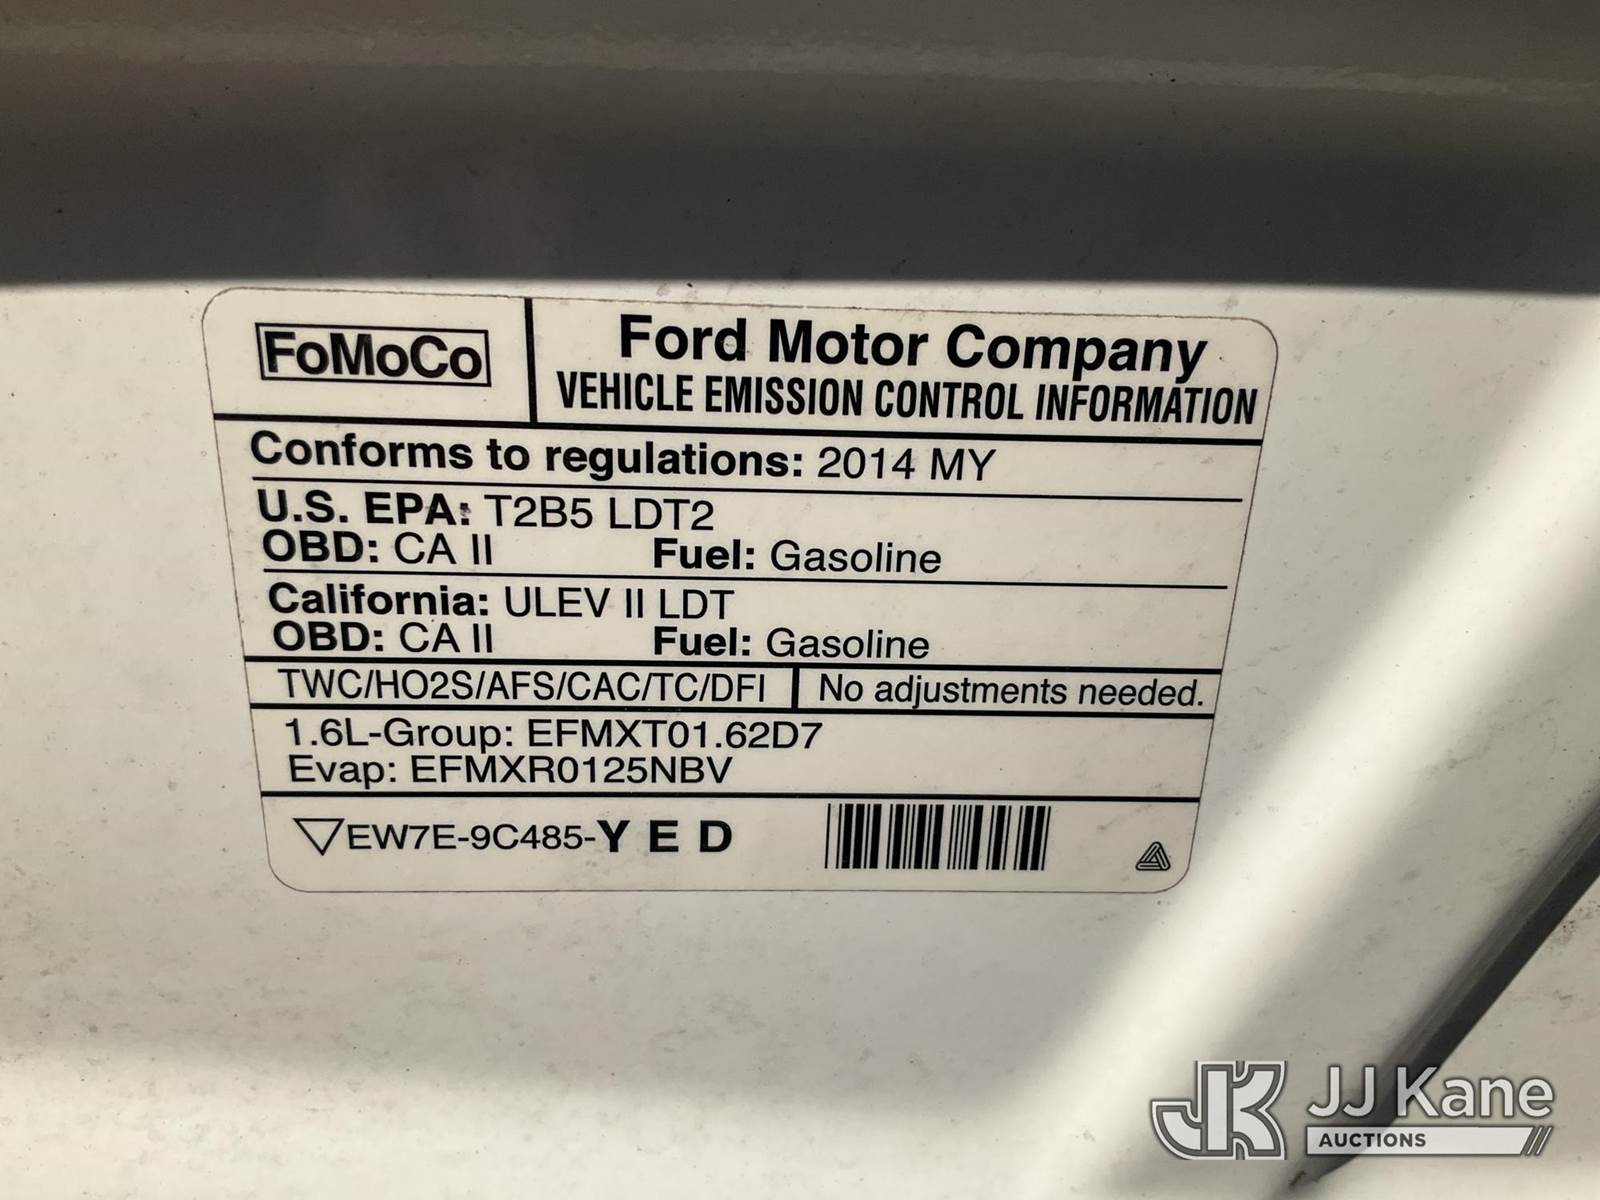 FoMoCo
Ford Motor Company
VEHICLE EMISSION CONTROL INFORMATION
Conforms to regulations: 2014 MY
U.S. EPA: T2B5 LDT2
OBD: CA II Fuel: Gasoline
California: ULEV II LDT
OBD: CA II Fuel: Gasoline
TWC/HO2S/AFS/CAC/TC/DFI No adjustments needed.
1.6L-Group: EFMXT01.62D7
Evap: EFMXR0125NBV
EW7E-9C485-Y E D
JK JJ Kane
AUCTIONS